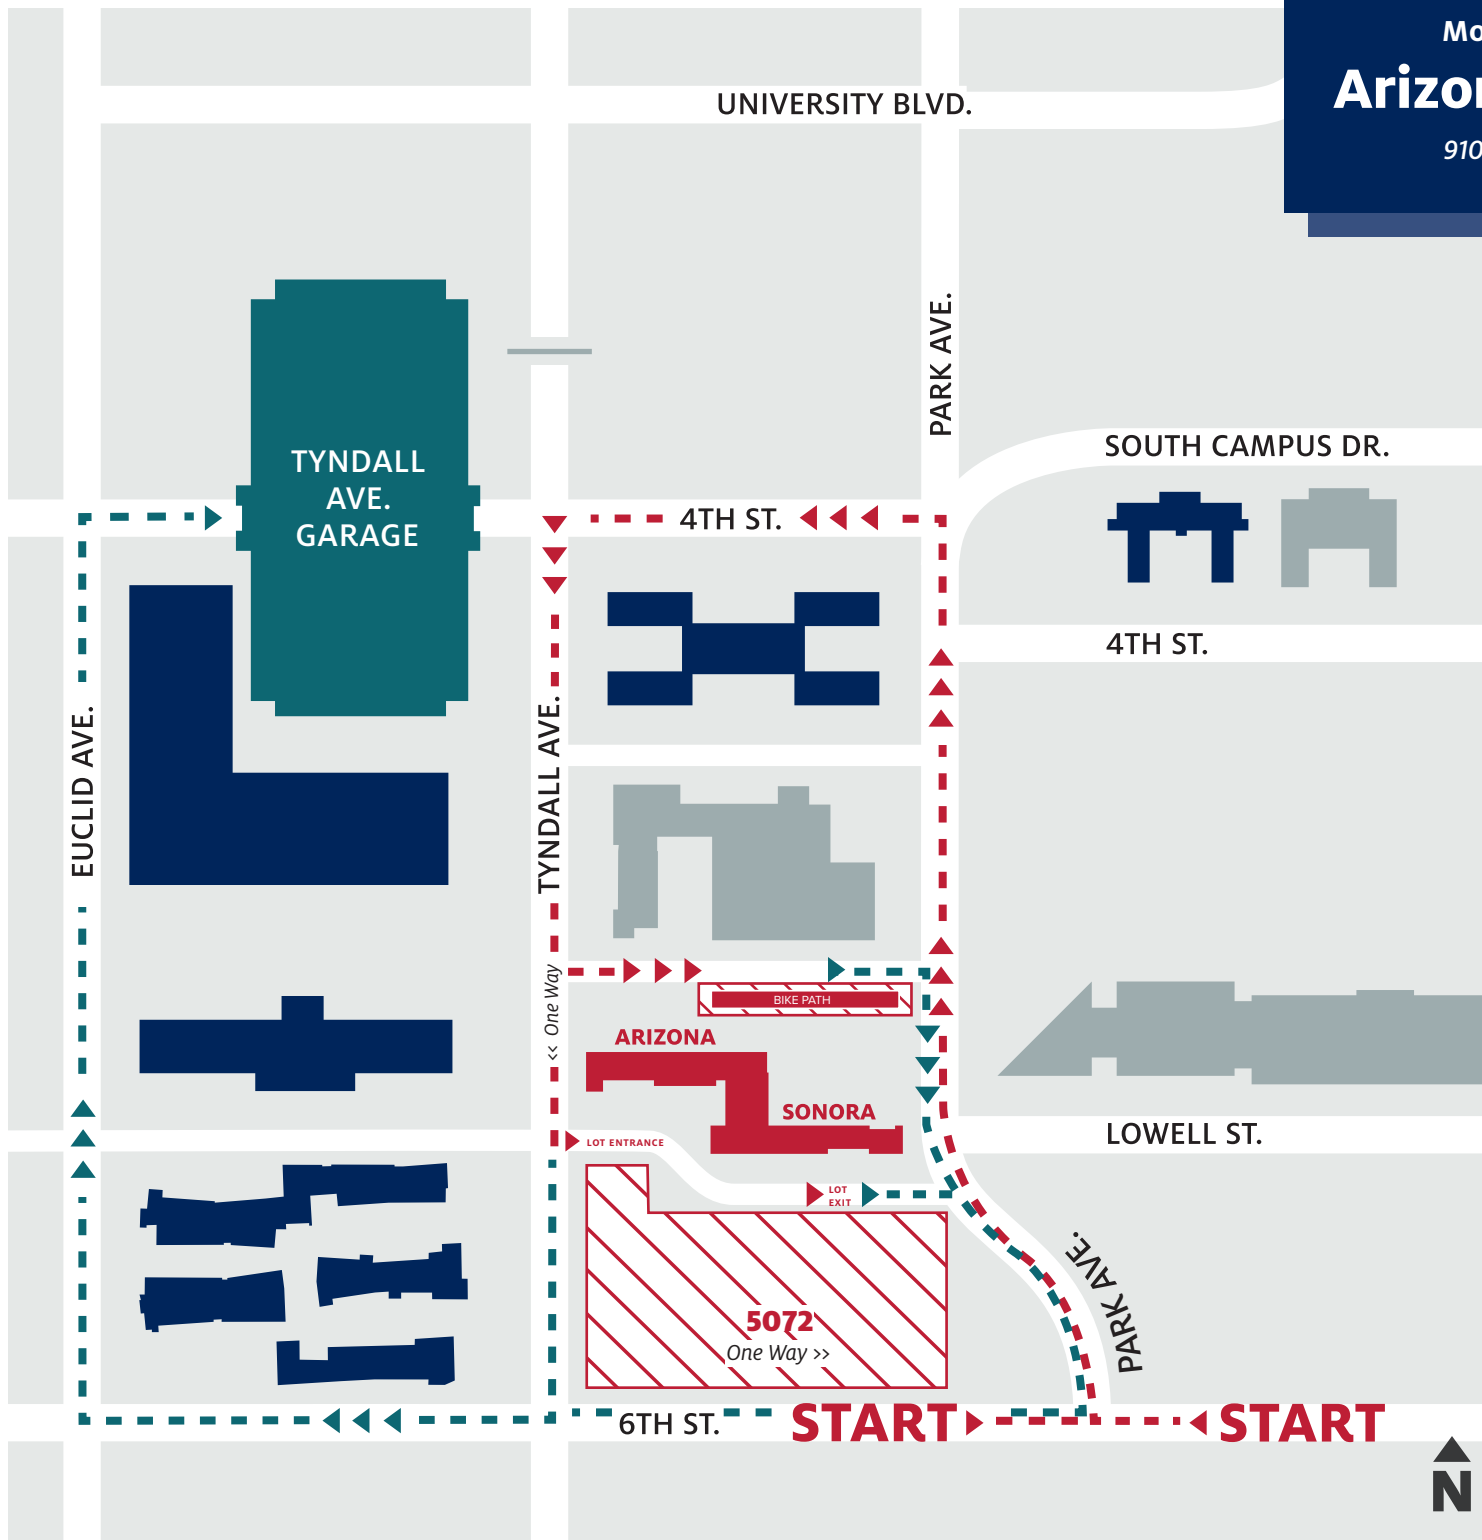 Mo
Arizo
910
UNIVERSITY BLVD.
PARK AVE.
SOUTH CAMPUS DR.
TYNDALL
AVE.
GARAGE
4TH ST.
4TH ST.
EUCLID AVE.
TYNDALL AVE.
<< One Way
BIKE PATH
ARIZONA
SONORA
LOWELL ST.
LOT ENTRANCE
LOT
EXIT
PARK AVE.
5072
One Way >>
6TH ST.
START
START
N